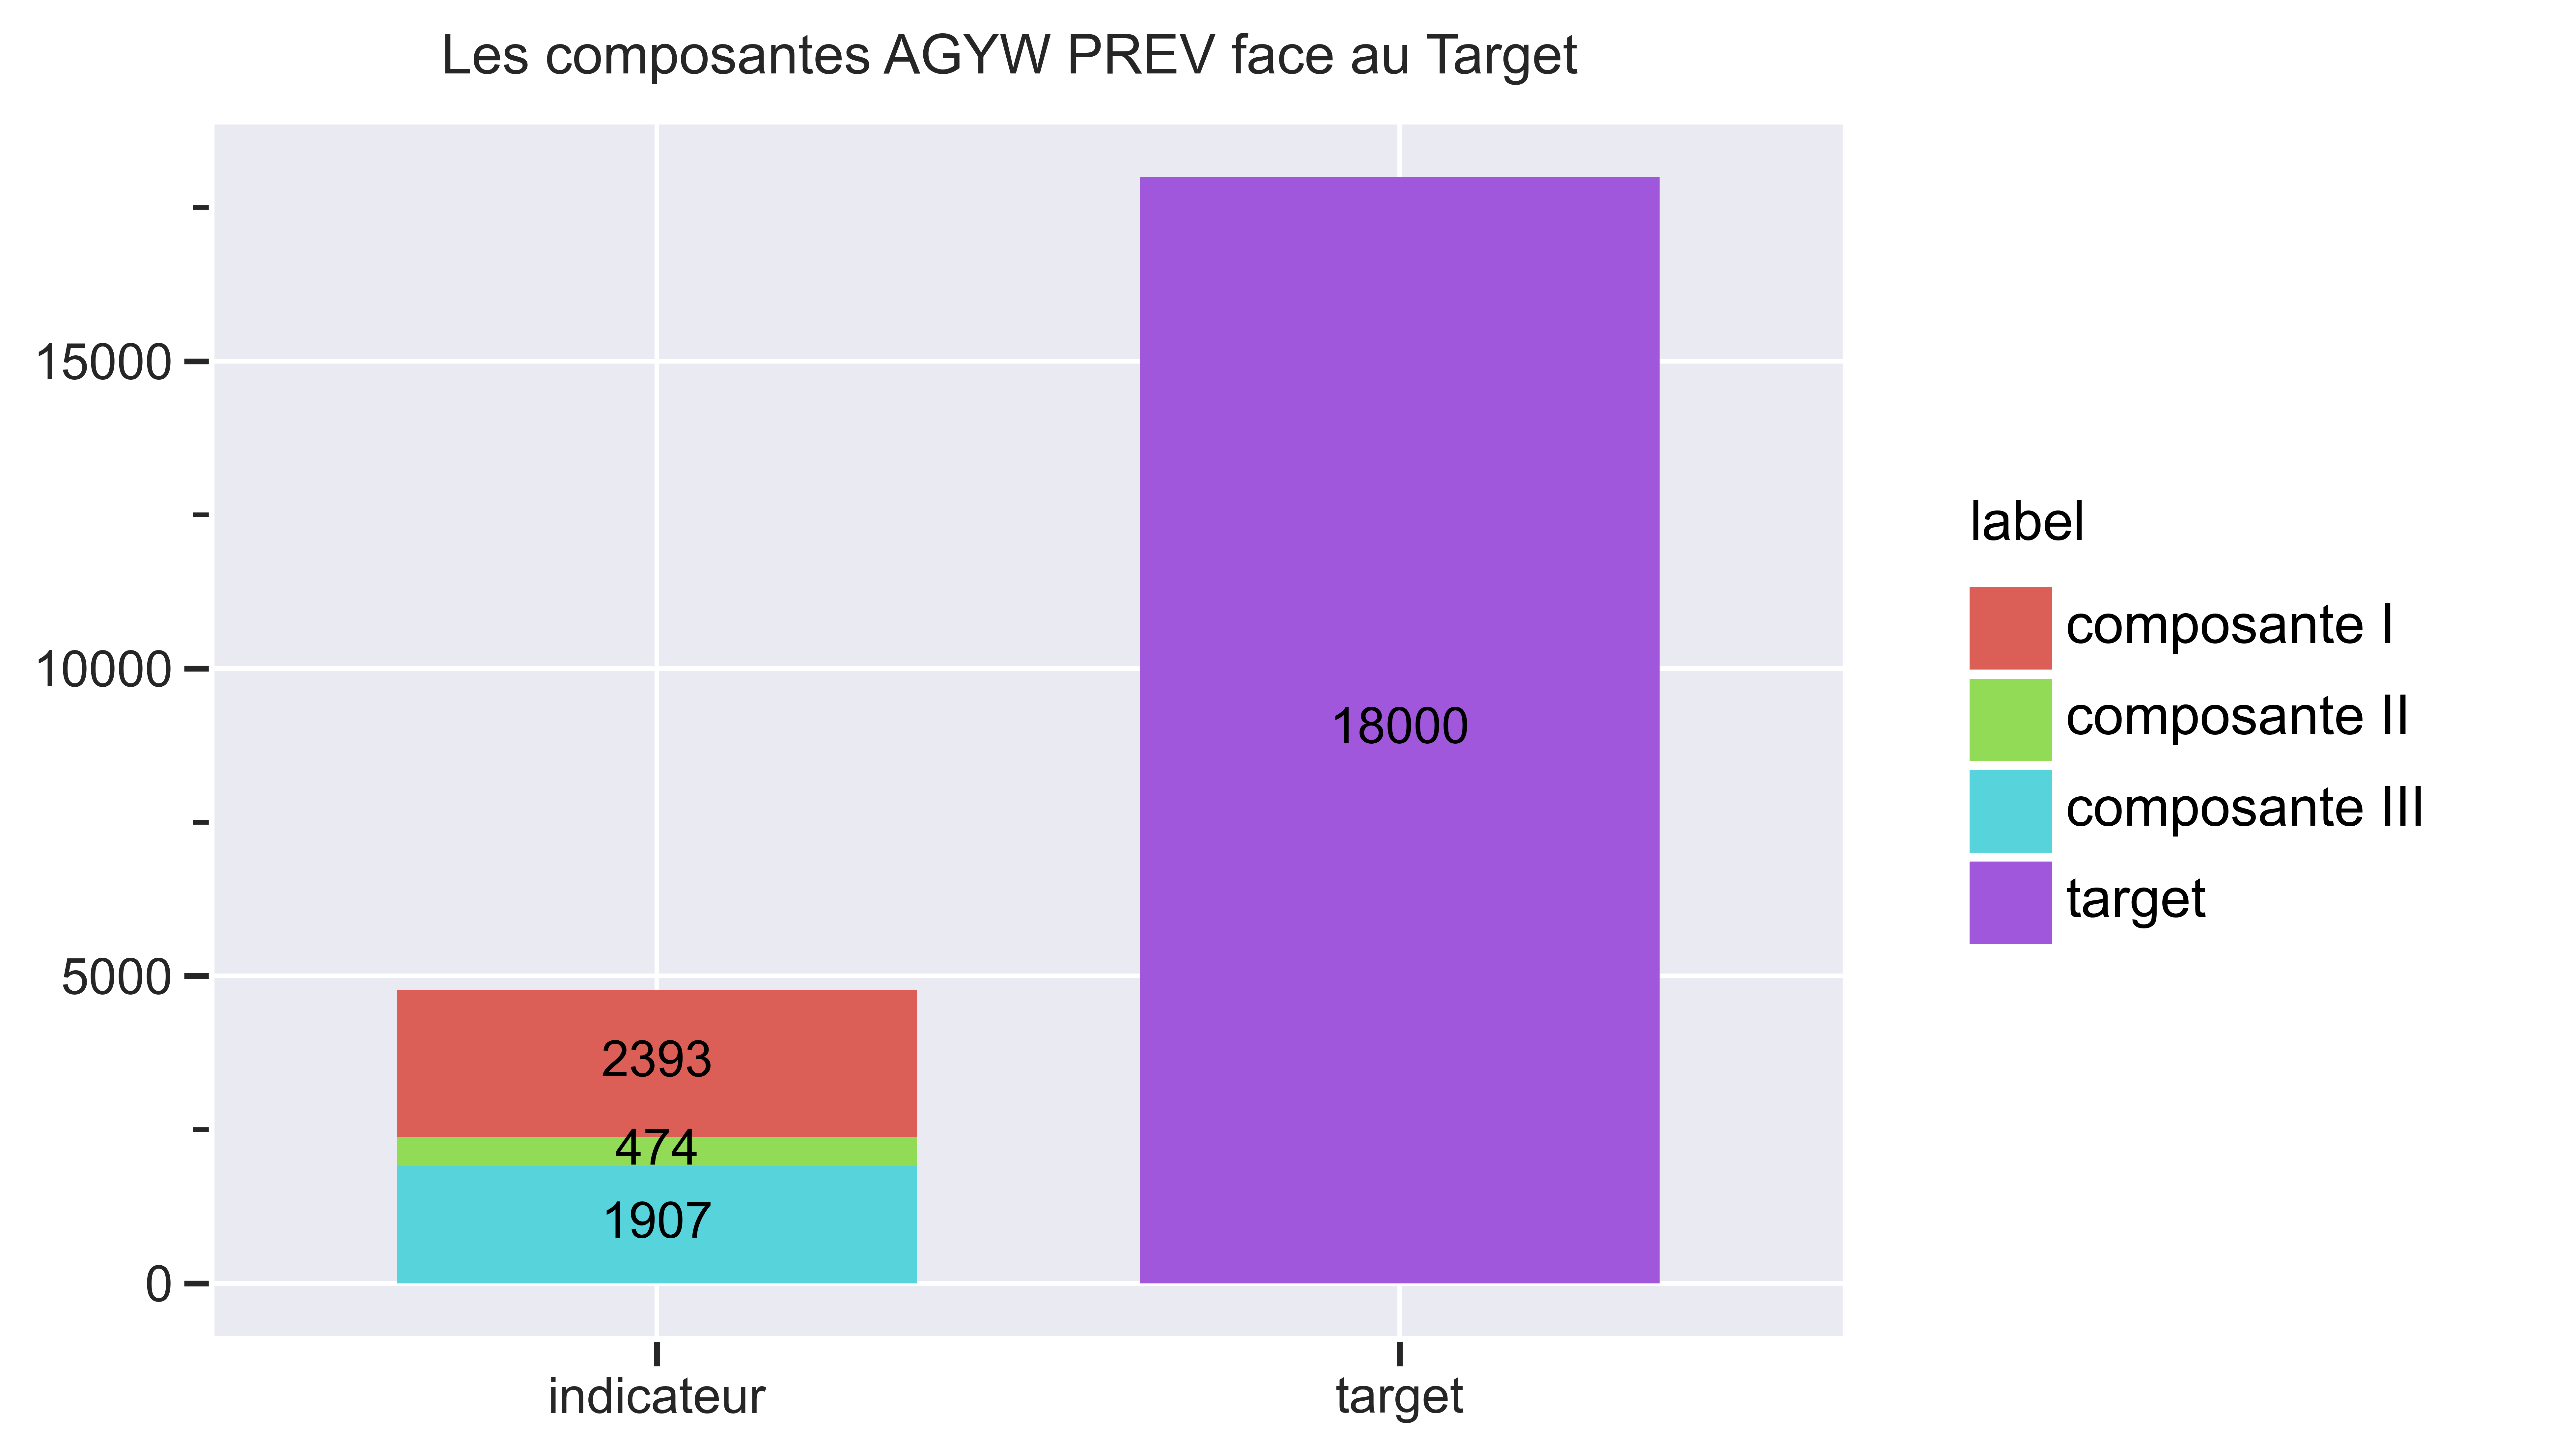 Les composantes AGYW PREV face au Target
15000
10000
5000
0
2393
474
1907
18000
indicateur
target
label
composante I
composante II
composante III
target